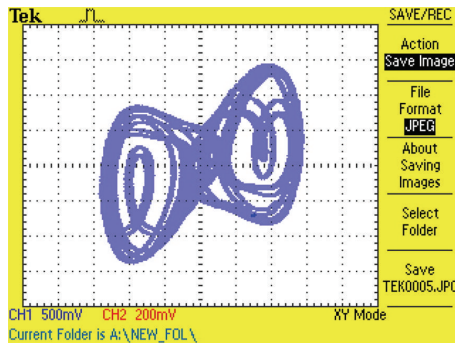 Tek
SAVE/REC
Action
Save Image
File
Format
JPEG
About
Saving
Images
Select
Folder
Save
TEK0005.JPG
CH1 500mV CH2 200mV XY Mode
Current Folder is A:\NEW_FOL\